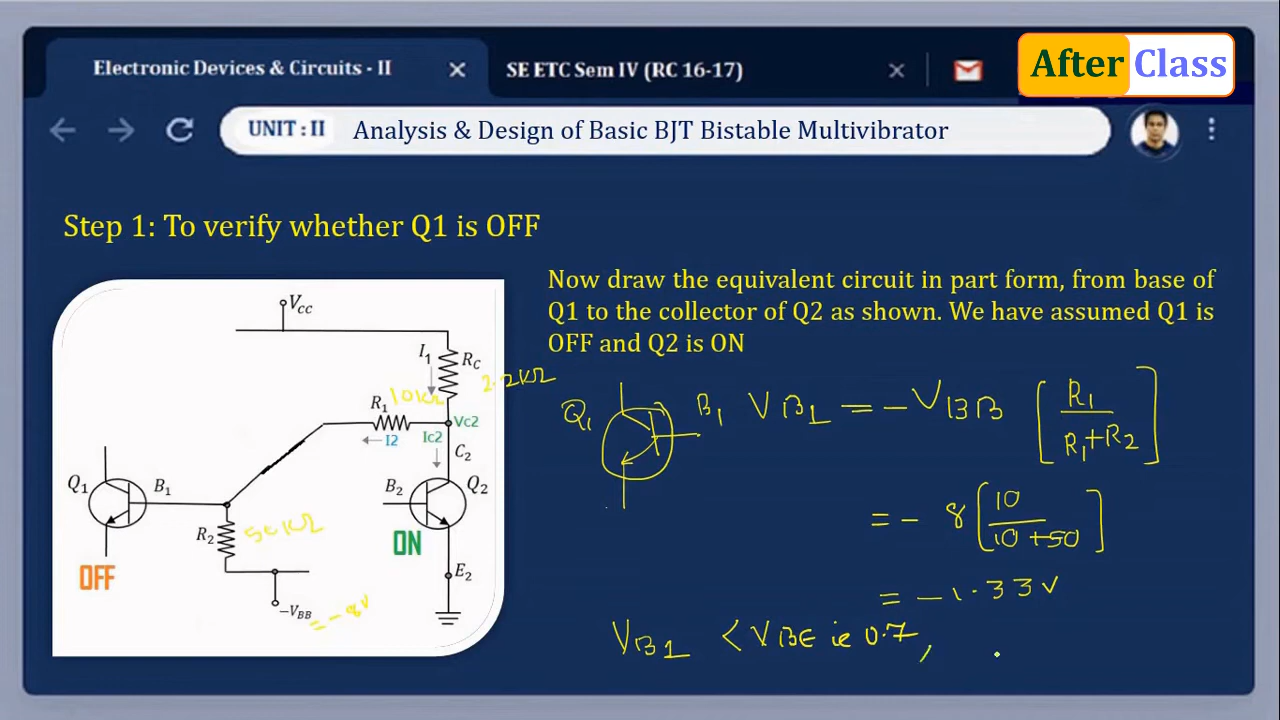 Electronic Devices & Circuits - II
SE ETC Sem IV (RC 16-17)
After Class
UNIT : II
Analysis & Design of Basic BJT Bistable Multivibrator
Step 1: To verify whether Q1 is OFF
Now draw the equivalent circuit in part form, from base of
Q1 to the collector of Q2 as shown. We have assumed Q1 is
OFF and Q2 is ON
VCC
I1
RC
2.2KΩ
R1
10KΩ
Vc2
I2
Ic2
C2
Q1
B1
B2
Q2
R2
50KΩ
ON
OFF
E2
-VBB
= -8V
Q1
B1
VB1 = -VBB [R1 / R1+R2]
= - 8 [10 / 10+50]
= -1.33V
VB1 < VBE ie 0.7,